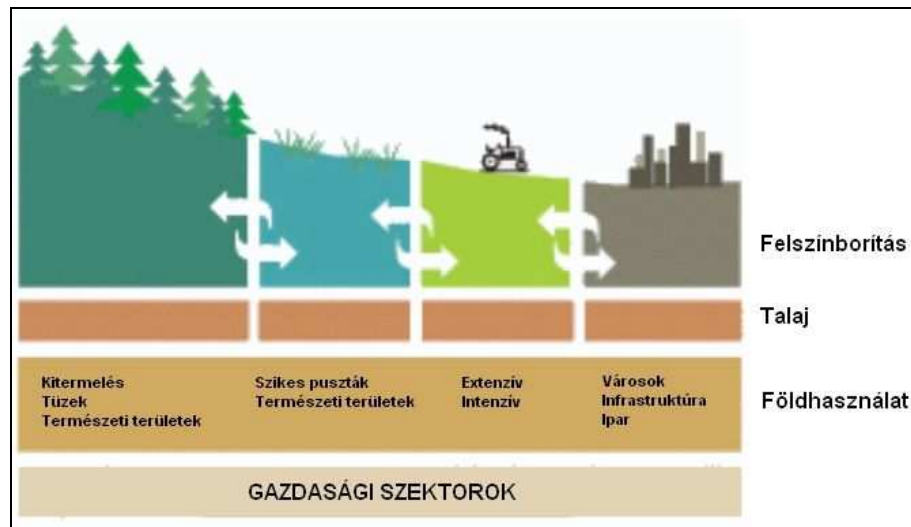 Felszínborítás
Talaj
Kitermelés
Tüzek
Természeti területek
Szikes puszták
Természeti területek
Extenzív
Intenzív
Városok
Infrastruktúra
Ipar
Földhasználat
GAZDASÁGI SZEKTOROK